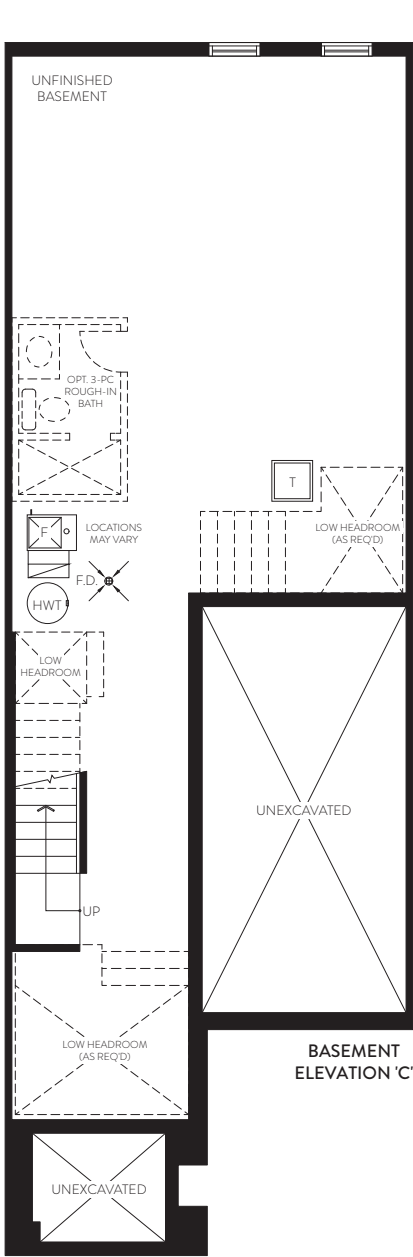 UNFINISHED
BASEMENT
OPT. 3-PC
ROUGH-IN
BATH
T
F
LOCATIONS
MAY VARY
LOW HEADROOM
(AS REQ'D)
F.D.
HWT
LOW
HEADROOM
UNEXCAVATED
UP
LOW HEADROOM
(AS REQ'D)
BASEMENT
ELEVATION 'C'
UNEXCAVATED